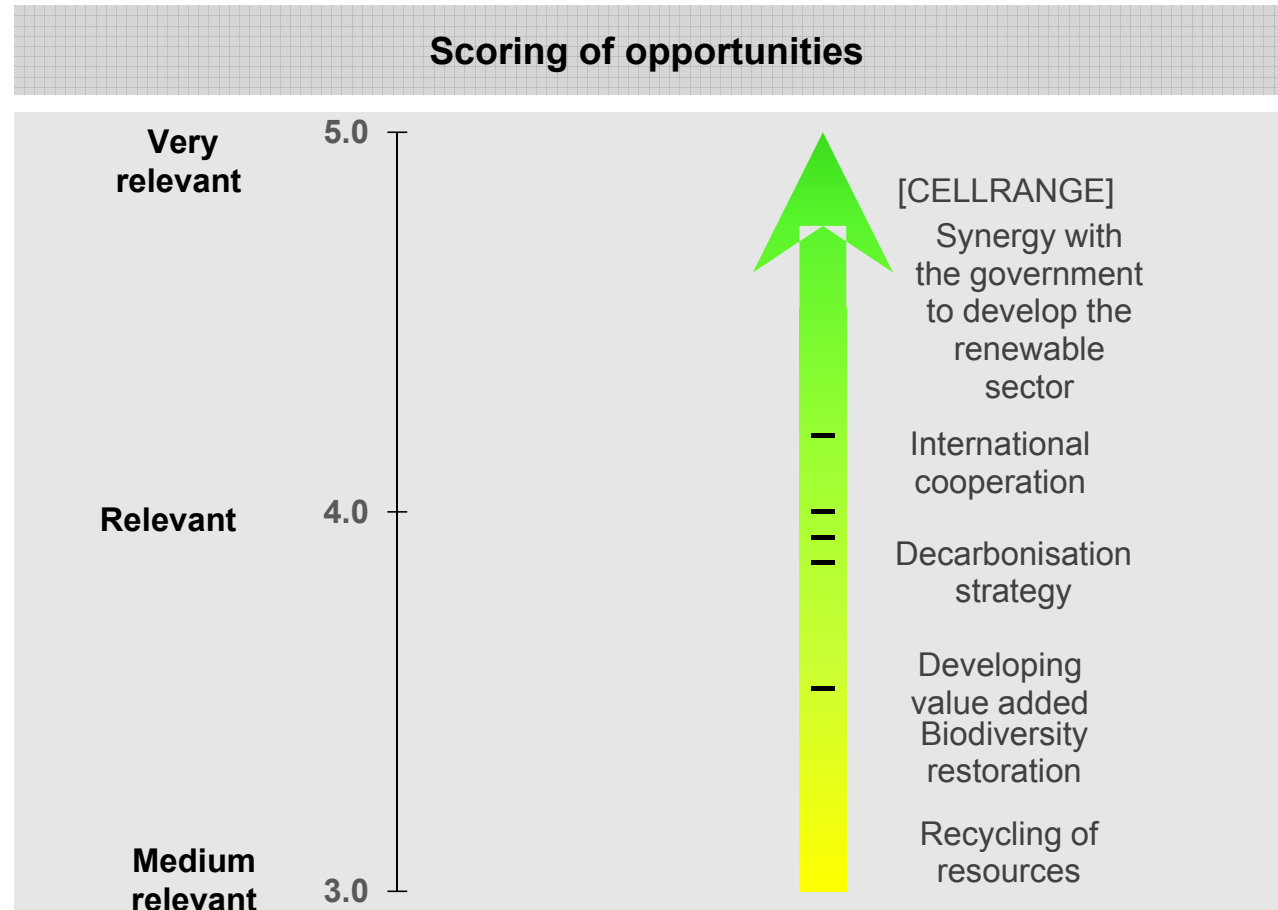 Scoring of opportunities
Very
relevant
5.0
[CELLRANGE]
Synergy with
the government
to develop the
renewable
sector
International
cooperation
Relevant
4.0
Decarbonisation
strategy
Developing
value added
Biodiversity
restoration
Recycling of
resources
Medium
relevant
3.0